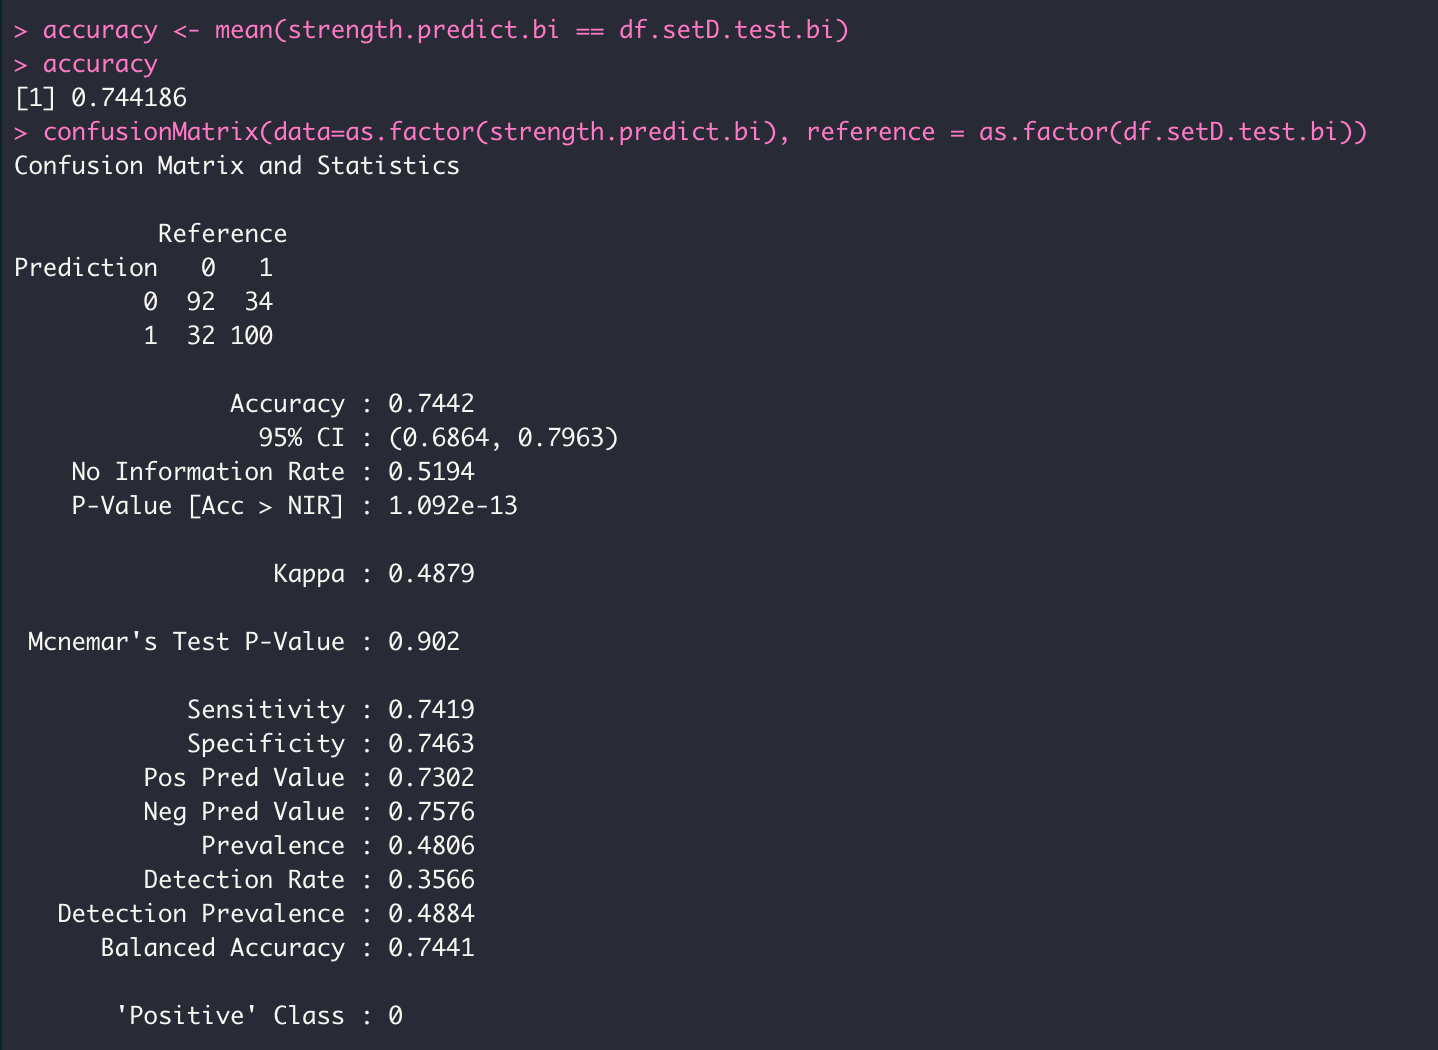 > accuracy <- mean(strength.predict.bi == df.setD.test.bi)
> accuracy
[1] 0.744186
> confusionMatrix(data=as.factor(strength.predict.bi), reference = as.factor(df.setD.test.bi))
Confusion Matrix and Statistics
Reference
Prediction 0 1
0 92 34
1 32 100
Accuracy : 0.7442
95% CI : (0.6864, 0.7963)
No Information Rate : 0.5194
P-Value [Acc > NIR] : 1.092e-13
Kappa : 0.4879
Mcnemar's Test P-Value : 0.902
Sensitivity : 0.7419
Specificity : 0.7463
Pos Pred Value : 0.7302
Neg Pred Value : 0.7576
Prevalence : 0.4806
Detection Rate : 0.3566
Detection Prevalence : 0.4884
Balanced Accuracy : 0.7441
'Positive' Class : 0